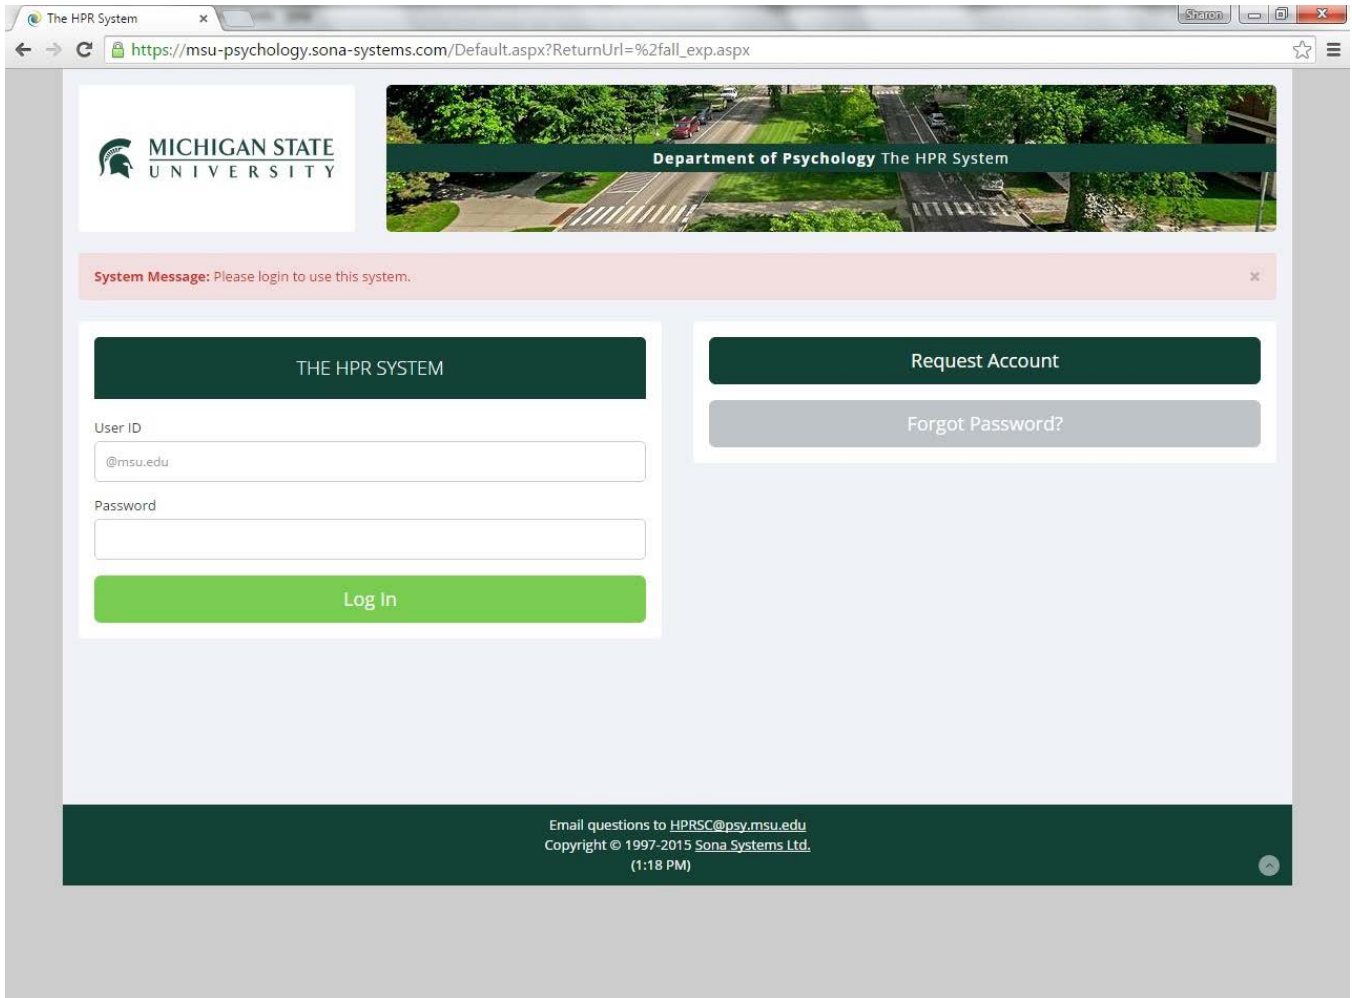 The HPR System
Sharon
https://msu-psychology.sona-systems.com/Default.aspx?ReturnUrl=%2fall_exp.aspx
MICHIGAN STATE
UNIVERSITY
Department of Psychology The HPR System
System Message: Please login to use this system.
THE HPR SYSTEM
User ID
@msu.edu
Password
Log In
Request Account
Forgot Password?
Email questions to HPRSC@psy.msu.edu
Copyright © 1997-2015 Sona Systems Ltd.
(1:18 PM)